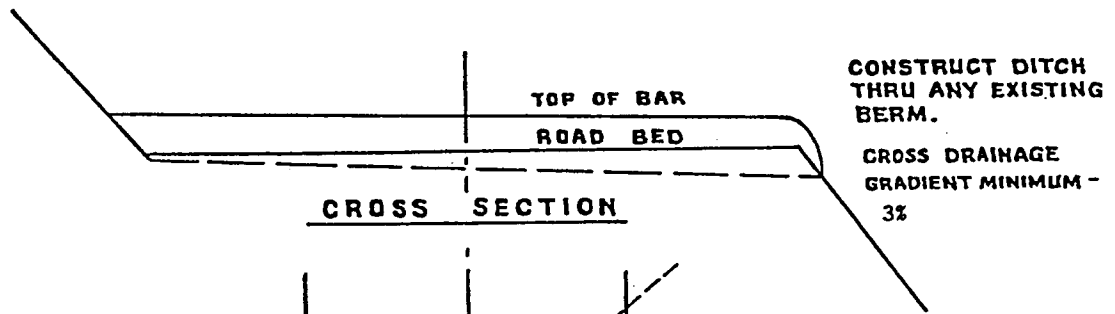 TOP OF BAR
ROAD BED
CROSS SECTION
CONSTRUCT DITCH
THRU ANY EXISTING
BERM.
CROSS DRAINAGE
GRADIENT MINIMUM -
3%